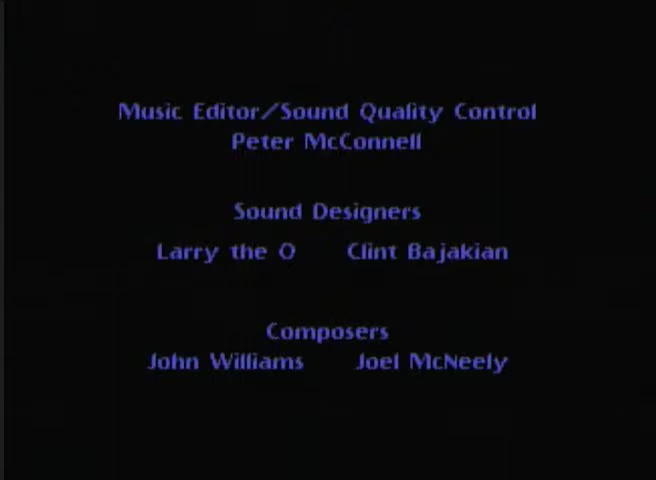 Music Editor/Sound Quality Control
Peter McConnell
Sound Designers
Larry the O Clint Bajakian
Composers
John Williams Joel McNeely